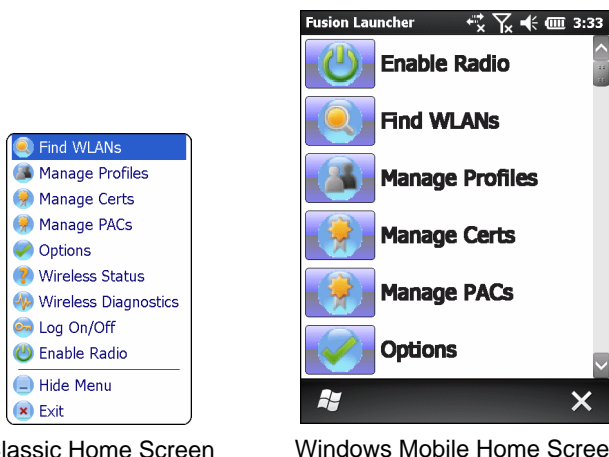 Find WLANs
Manage Profiles
Manage Certs
Manage PACs
Options
Wireless Status
Wireless Diagnostics
Log On/Off
Enable Radio
Hide Menu
Exit
Fusion Launcher 3:33
Enable Radio
Find WLANs
Manage Profiles
Manage Certs
Manage PACs
Options
lassic Home Screen
Windows Mobile Home Scree